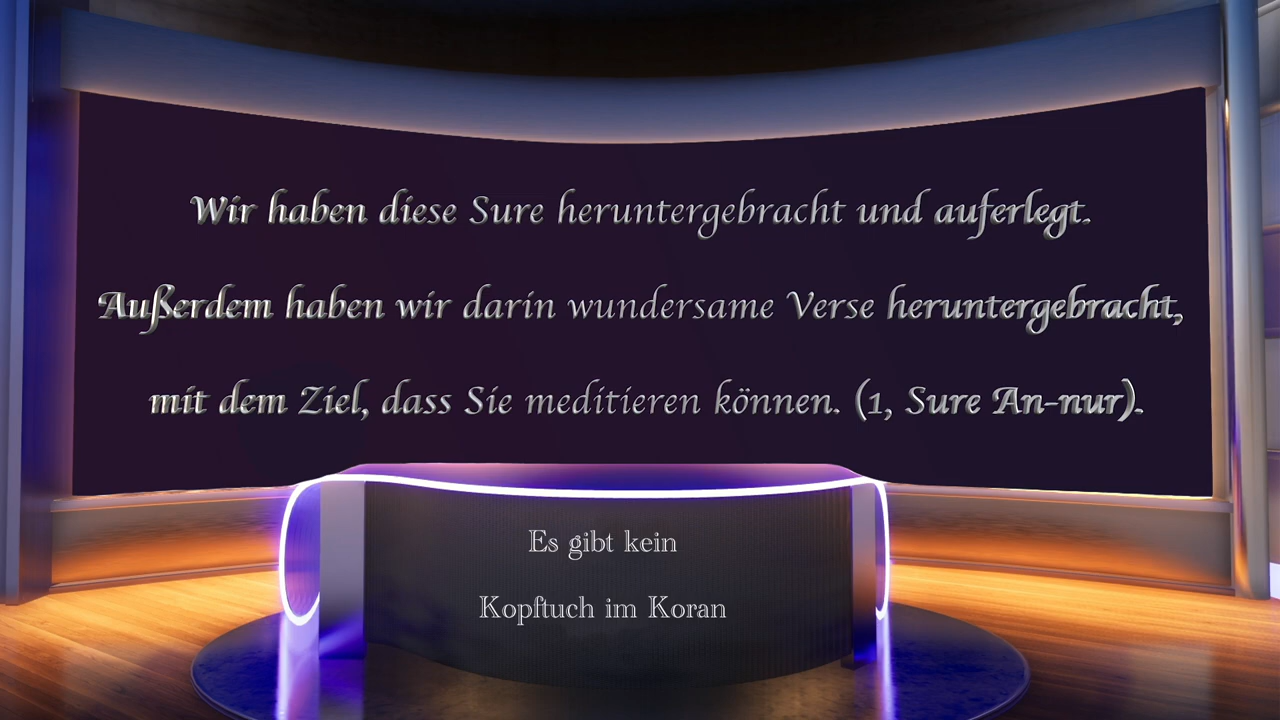 Wir haben diese Sure heruntergebracht und auferlegt.
Außerdem haben wir darin wundersame Verse heruntergebracht,
mit dem Ziel, dass Sie meditieren können. (1, Sure An-nur).
Es gibt kein
Kopftuch im Koran